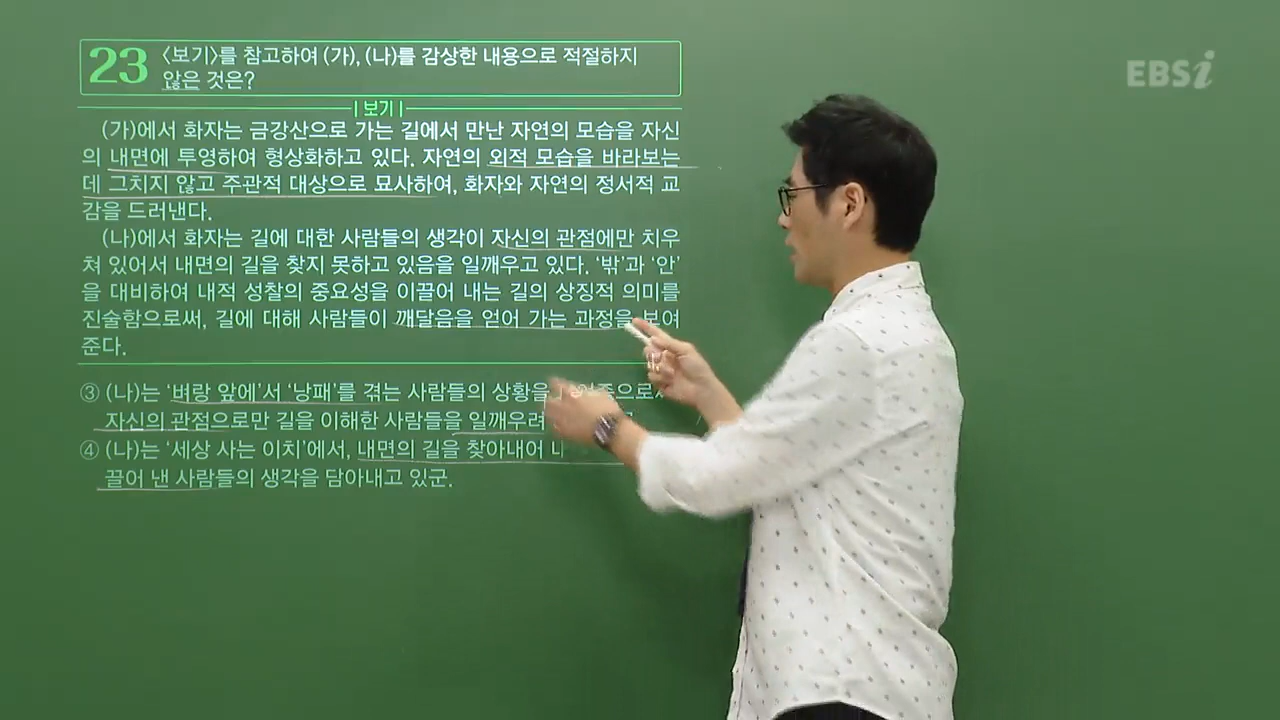 23 〈보기〉를 참고하여 (가), (나)를 감상한 내용으로 적절하지
않은 것은?
EBSi
| 보기 |
(가)에서 화자는 금강산으로 가는 길에서 만난 자연의 모습을 자신
의 내면에 투영하여 형상화하고 있다. 자연의 외적 모습을 바라보는
데 그치지 않고 주관적 대상으로 묘사하여, 화자와 자연의 정서적 교
감을 드러낸다.
(나)에서 화자는 길에 대한 사람들의 생각이 자신의 관점에만 치우
쳐 있어서 내면의 길을 찾지 못하고 있음을 일깨우고 있다. ‘밖’과 ‘안’
을 대비하여 내적 성찰의 중요성을 이끌어 내는 길의 상징적 의미를
진술함으로써, 길에 대해 사람들이 깨달음을 얻어 가는 과정을 보여
준다.
③ (나)는 ‘벼랑 앞에’서 ‘낭패’를 겪는 사람들의 상황을
자신의 관점으로만 길을 이해한 사람들을 일깨우려
④ (나)는 ‘세상 사는 이치’에서, 내면의 길을 찾아내어
끌어 낸 사람들의 생각을 담아내고 있군.